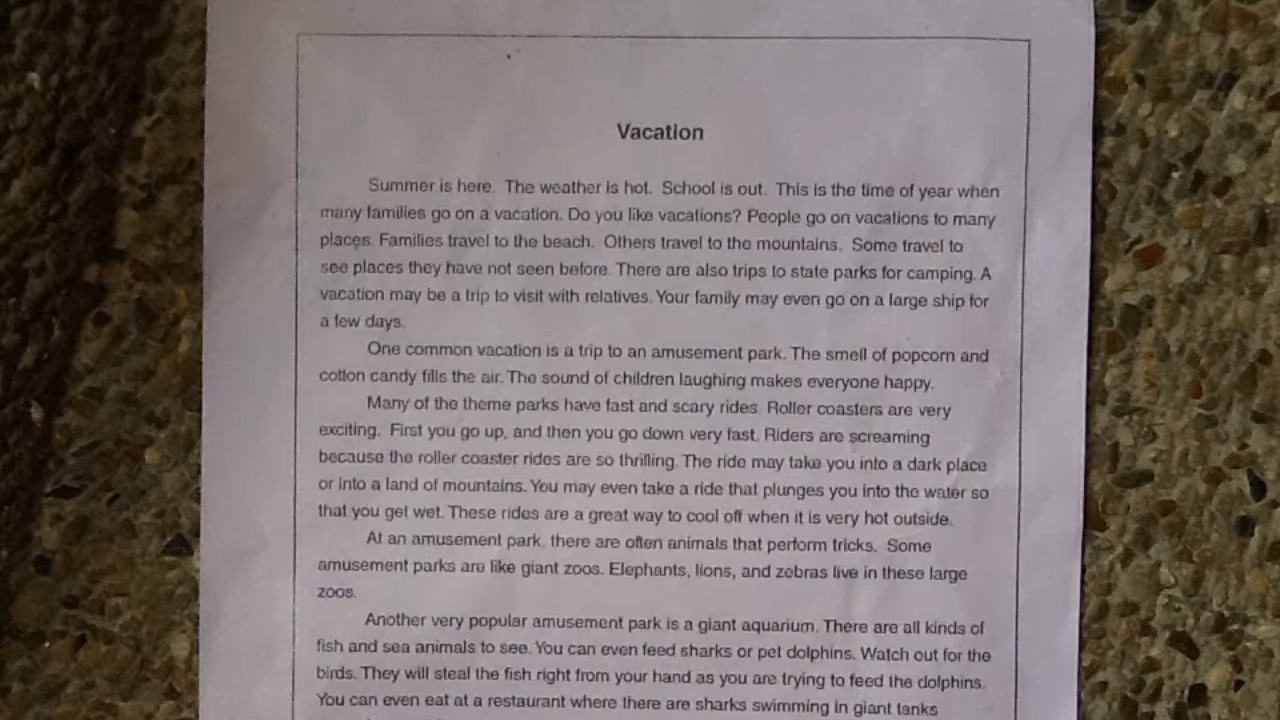 Vacation
Summer is here. The weather is hot. School is out. This is the time of year when
many families go on a vacation. Do you like vacations? People go on vacations to many
places. Families travel to the beach. Others travel to the mountains. Some travel to
see places they have not seen before. There are also trips to state parks for camping. A
vacation may be a trip to visit with relatives. Your family may even go on a large ship for
a few days.
One common vacation is a trip to an amusement park. The smell of popcorn and
cotton candy fills the air. The sound of children laughing makes everyone happy.
Many of the theme parks have fast and scary rides. Roller coasters are very
exciting. First you go up, and then you go down very fast. Riders are screaming
because the roller coaster rides are so thrilling. The ride may take you into a dark place
or into a land of mountains. You may even take a ride that plunges you into the water so
that you get wet. These rides are a great way to cool off when it is very hot outside.
At an amusement park, there are often animals that perform tricks. Some
amusement parks are like giant zoos. Elephants, lions, and zebras live in these large
zoos.
Another very popular amusement park is a giant aquarium. There are all kinds of
fish and sea animals to see. You can even feed sharks or pet dolphins. Watch out for the
birds. They will steal the fish right from your hand as you are trying to feed the dolphins.
You can even eat at a restaurant where there are sharks swimming in giant tanks